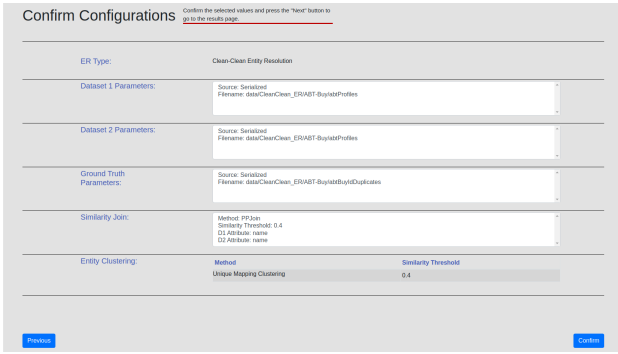 Confirm Configurations
Confirm the selected values and press the "Next" button to
go to the results page.
ER Type:
Clean-Clean Entity Resolution
Dataset 1 Parameters:
Source: Serialized
Filename: data/CleanClean_ER/ABT-Buy/abtProfiles
Dataset 2 Parameters:
Source: Serialized
Filename: data/CleanClean_ER/ABT-Buy/abtProfiles
Ground Truth
Parameters:
Source: Serialized
Filename: data/CleanClean_ER/ABT-Buy/abtBuyIdDuplicates
Similarity Join:
Method: PPJoin
Similarity Threshold: 0.4
D1 Attribute: name
D2 Attribute: name
Entity Clustering:
Method Similarity Threshold
Unique Mapping Clustering 0.4
Previous Confirm